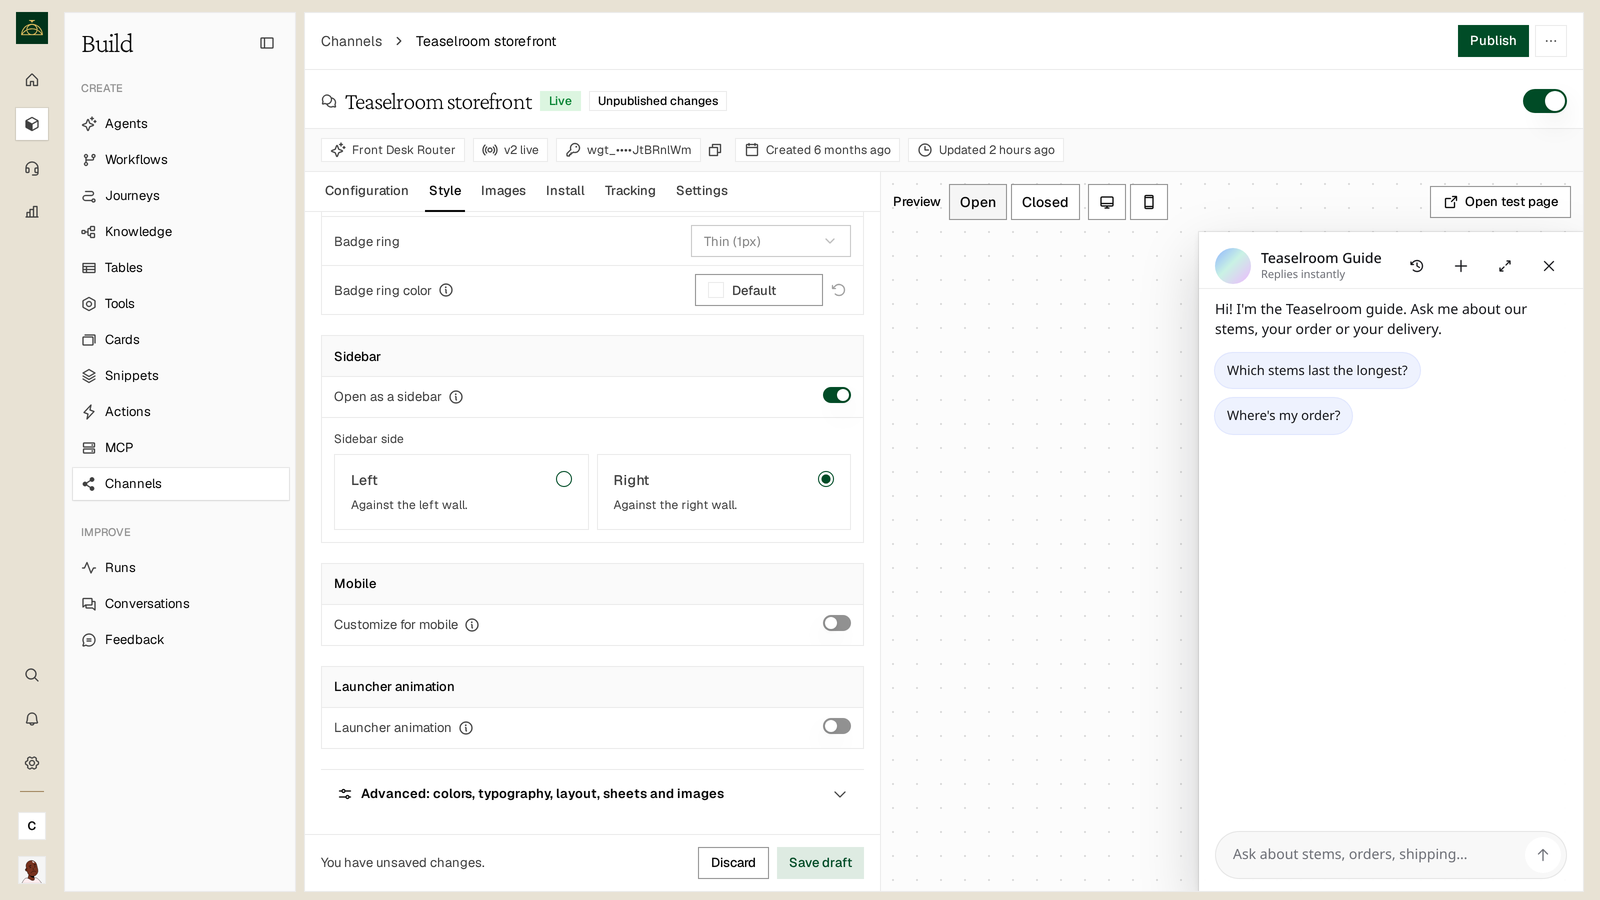 Build
CREATE
Agents
Workflows
Journeys
Knowledge
Tables
Tools
Cards
Snippets
Actions
MCP
Channels
IMPROVE
Runs
Conversations
Feedback
C
Channels > Teaselroom storefront
Publish
Teaselroom storefront
Live
Unpublished changes
Front Desk Router
v2 live
wgt_••••JtBRnlWm
Created 6 months ago
Updated 2 hours ago
Configuration
Style
Images
Install
Tracking
Settings
Badge ring
Thin (1px)
Badge ring color
Default
Sidebar
Open as a sidebar
Sidebar side
Left
Against the left wall.
Right
Against the right wall.
Mobile
Customize for mobile
Launcher animation
Launcher animation
Advanced: colors, typography, layout, sheets and images
You have unsaved changes.
Discard
Save draft
Preview
Open
Closed
Open test page
Teaselroom Guide
Replies instantly
Hi! I'm the Teaselroom guide. Ask me about our
stems, your order or your delivery.
Which stems last the longest?
Where's my order?
Ask about stems, orders, shipping...